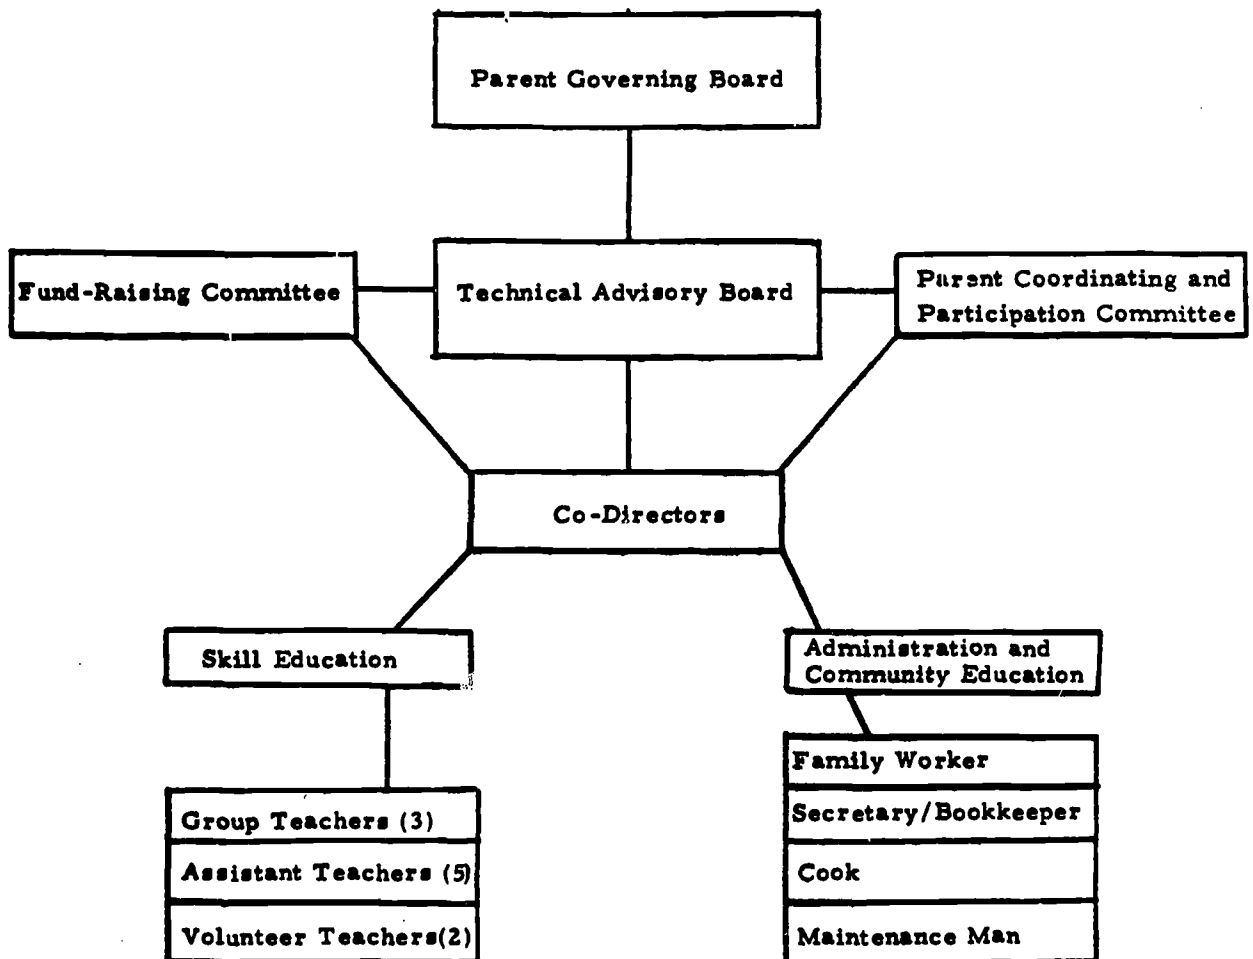 Parent Governing Board
Fund-Raising Committee
Technical Advisory Board
Parent Coordinating and
Participation Committee
Co-Directors
Skill Education
Administration and
Community Education
Group Teachers (3)
Assistant Teachers (5)
Volunteer Teachers(2)
Family Worker
Secretary/Bookkeeper
Cook
Maintenance Man